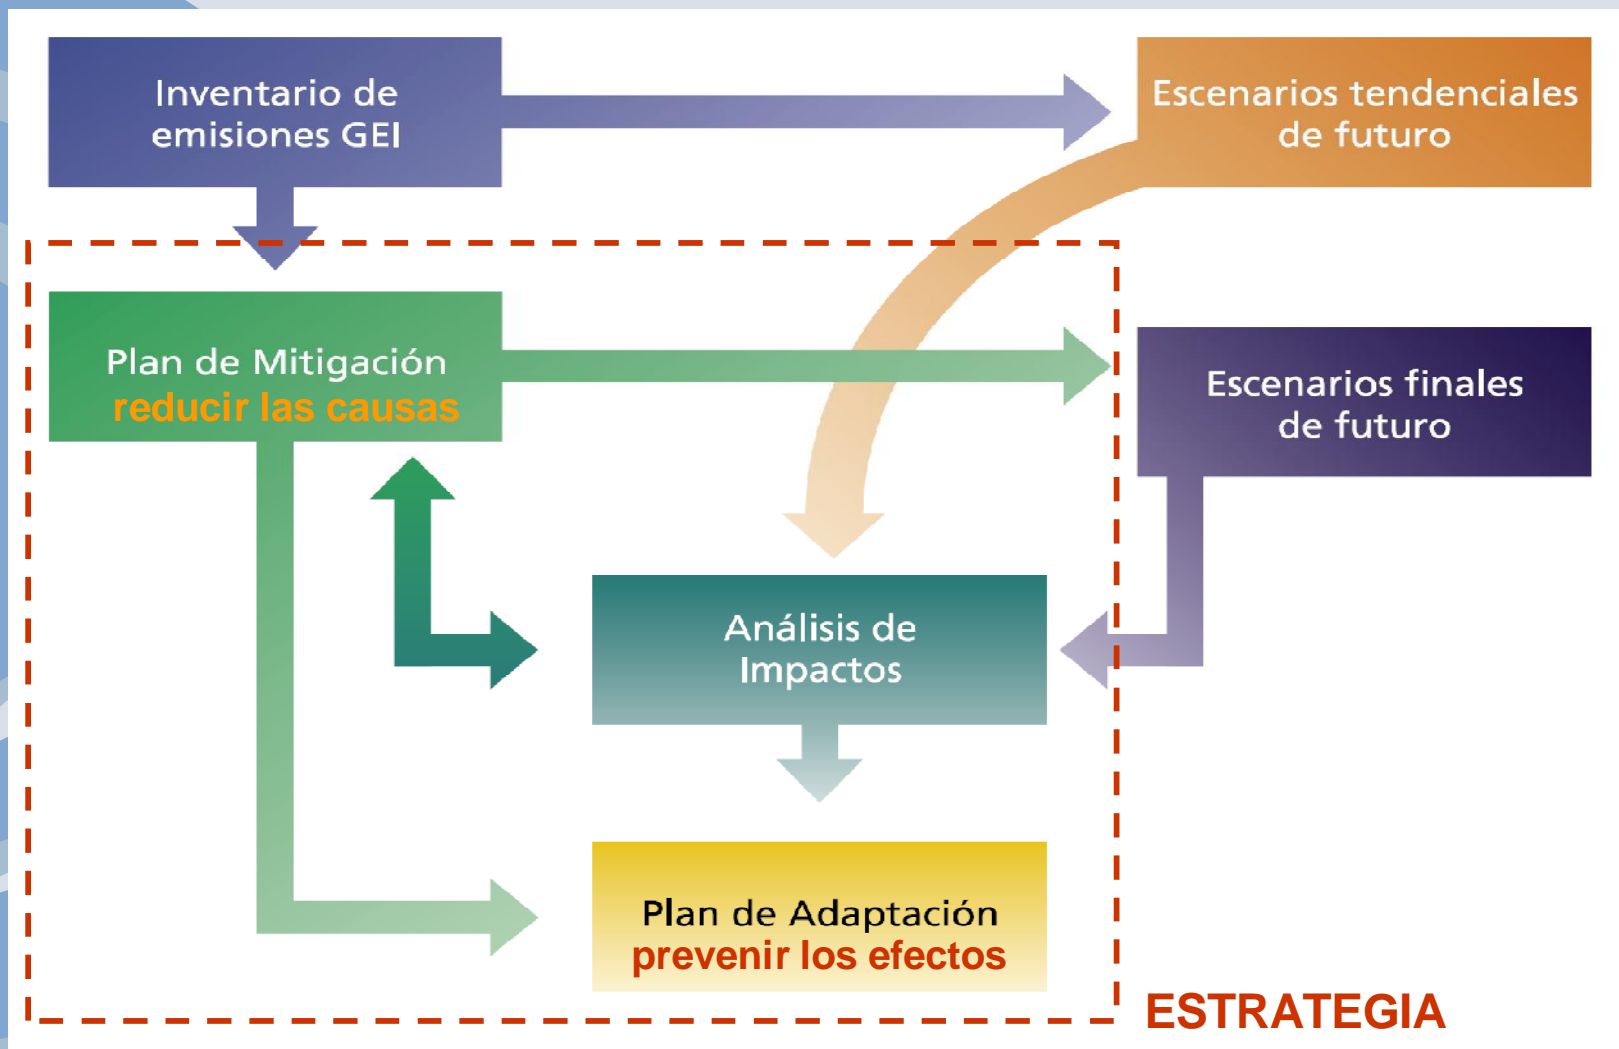 Inventario de
emisiones GEI
Escenarios tendenciales
de futuro
Plan de Mitigación
reducir las causas
Escenarios finales
de futuro
Análisis de
Impactos
Plan de Adaptación
prevenir los efectos
ESTRATEGIA